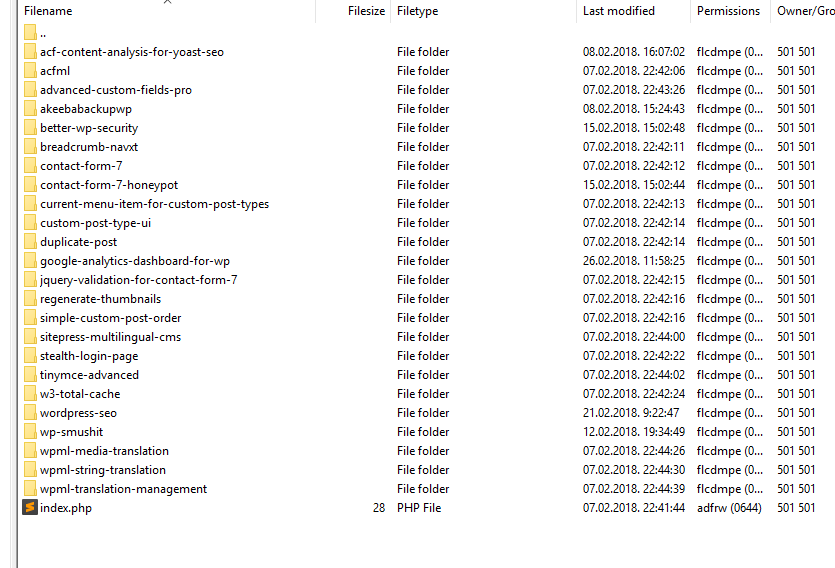 Filename Filesize Filetype Last modified Permissions Owner/Gro
..
acf-content-analysis-for-yoast-seo File folder 08.02.2018. 16:07:02 flcdmpe (0... 501 501
acfml File folder 07.02.2018. 22:42:06 flcdmpe (0... 501 501
advanced-custom-fields-pro File folder 07.02.2018. 22:43:26 flcdmpe (0... 501 501
akeebabackupwp File folder 08.02.2018. 15:24:43 flcdmpe (0... 501 501
better-wp-security File folder 15.02.2018. 15:02:48 flcdmpe (0... 501 501
breadcrumb-navxt File folder 07.02.2018. 22:42:11 flcdmpe (0... 501 501
contact-form-7 File folder 07.02.2018. 22:42:12 flcdmpe (0... 501 501
contact-form-7-honeypot File folder 15.02.2018. 15:02:44 flcdmpe (0... 501 501
current-menu-item-for-custom-post-types File folder 07.02.2018. 22:42:13 flcdmpe (0... 501 501
custom-post-type-ui File folder 07.02.2018. 22:42:14 flcdmpe (0... 501 501
duplicate-post File folder 07.02.2018. 22:42:14 flcdmpe (0... 501 501
google-analytics-dashboard-for-wp File folder 26.02.2018. 11:58:25 flcdmpe (0... 501 501
jquery-validation-for-contact-form-7 File folder 07.02.2018. 22:42:15 flcdmpe (0... 501 501
regenerate-thumbnails File folder 07.02.2018. 22:42:16 flcdmpe (0... 501 501
simple-custom-post-order File folder 07.02.2018. 22:42:16 flcdmpe (0... 501 501
sitepress-multilingual-cms File folder 07.02.2018. 22:44:00 flcdmpe (0... 501 501
stealth-login-page File folder 07.02.2018. 22:42:22 flcdmpe (0... 501 501
tinymce-advanced File folder 07.02.2018. 22:44:02 flcdmpe (0... 501 501
w3-total-cache File folder 07.02.2018. 22:42:24 flcdmpe (0... 501 501
wordpress-seo File folder 21.02.2018. 9:22:47 flcdmpe (0... 501 501
wp-smushit File folder 12.02.2018. 19:34:49 flcdmpe (0... 501 501
wpml-media-translation File folder 07.02.2018. 22:44:26 flcdmpe (0... 501 501
wpml-string-translation File folder 07.02.2018. 22:44:30 flcdmpe (0... 501 501
wpml-translation-management File folder 07.02.2018. 22:44:39 flcdmpe (0... 501 501
index.php 28 PHP File 07.02.2018. 22:41:44 adfrw (0644) 501 501